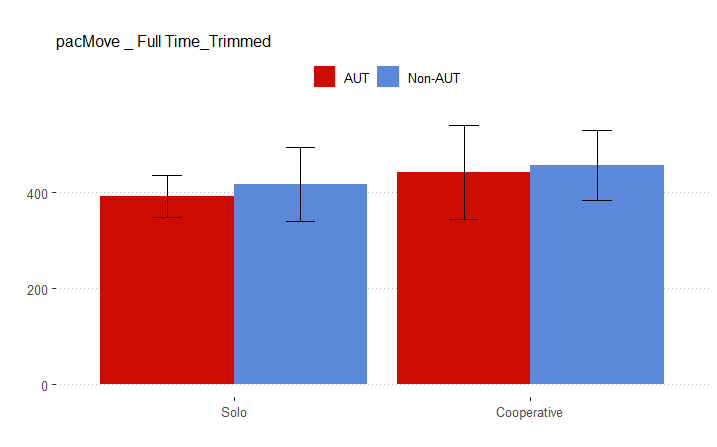 pacMove _ Full Time_Trimmed
AUT Non-AUT
400
200
0
Solo Cooperative